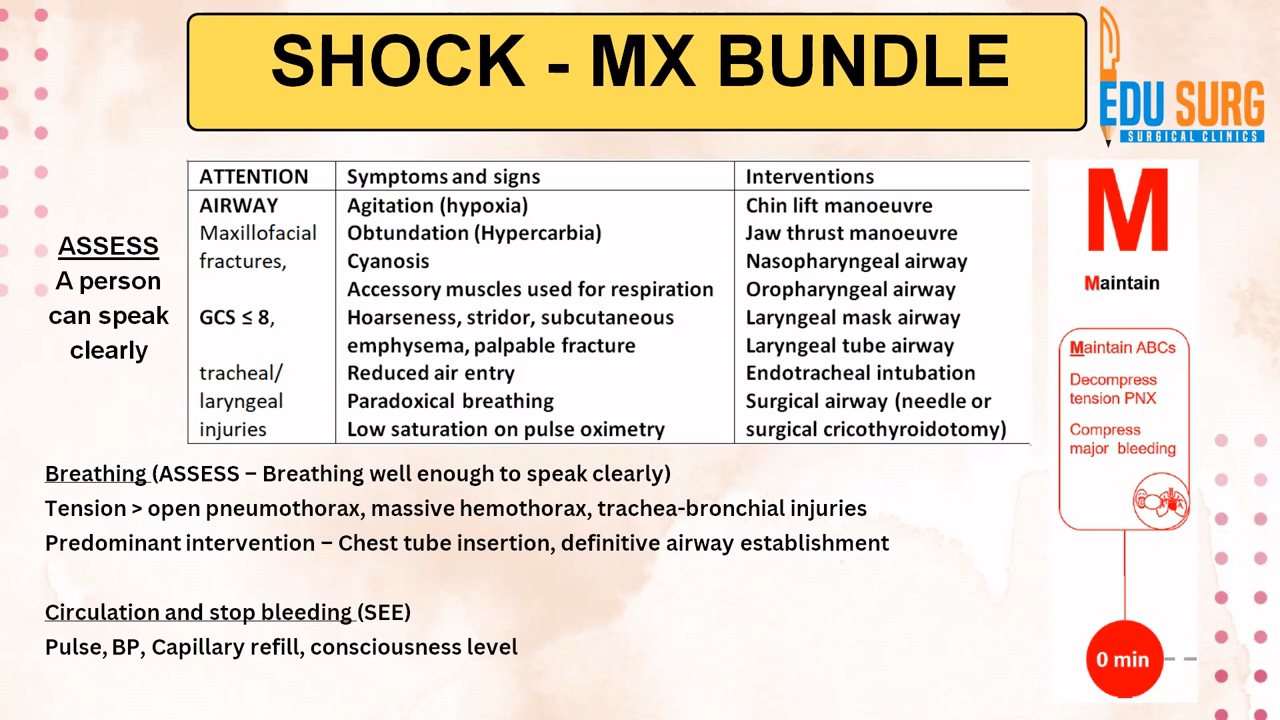 SHOCK - MX BUNDLE
EDU SURG
SURGICAL CLINICS
ASSESS
A person
can speak
clearly
ATTENTION Symptoms and signs Interventions
AIRWAY Agitation (hypoxia) Chin lift manoeuvre
Maxillofacial Obtundation (Hypercarbia) Jaw thrust manoeuvre
fractures, Cyanosis Nasopharyngeal airway
Accessory muscles used for respiration Oropharyngeal airway
GCS ≤ 8, Hoarseness, stridor, subcutaneous Laryngeal mask airway
emphysema, palpable fracture Laryngeal tube airway
tracheal/ Reduced air entry Endotracheal intubation
laryngeal Paradoxical breathing Surgical airway (needle or
injuries Low saturation on pulse oximetry surgical cricothyroidotomy)
Breathing (ASSESS – Breathing well enough to speak clearly)
Tension > open pneumothorax, massive hemothorax, trachea-bronchial injuries
Predominant intervention – Chest tube insertion, definitive airway establishment
Circulation and stop bleeding (SEE)
Pulse, BP, Capillary refill, consciousness level
M
Maintain
Maintain ABCs
Decompress
tension PNX
Compress
major bleeding
0 min